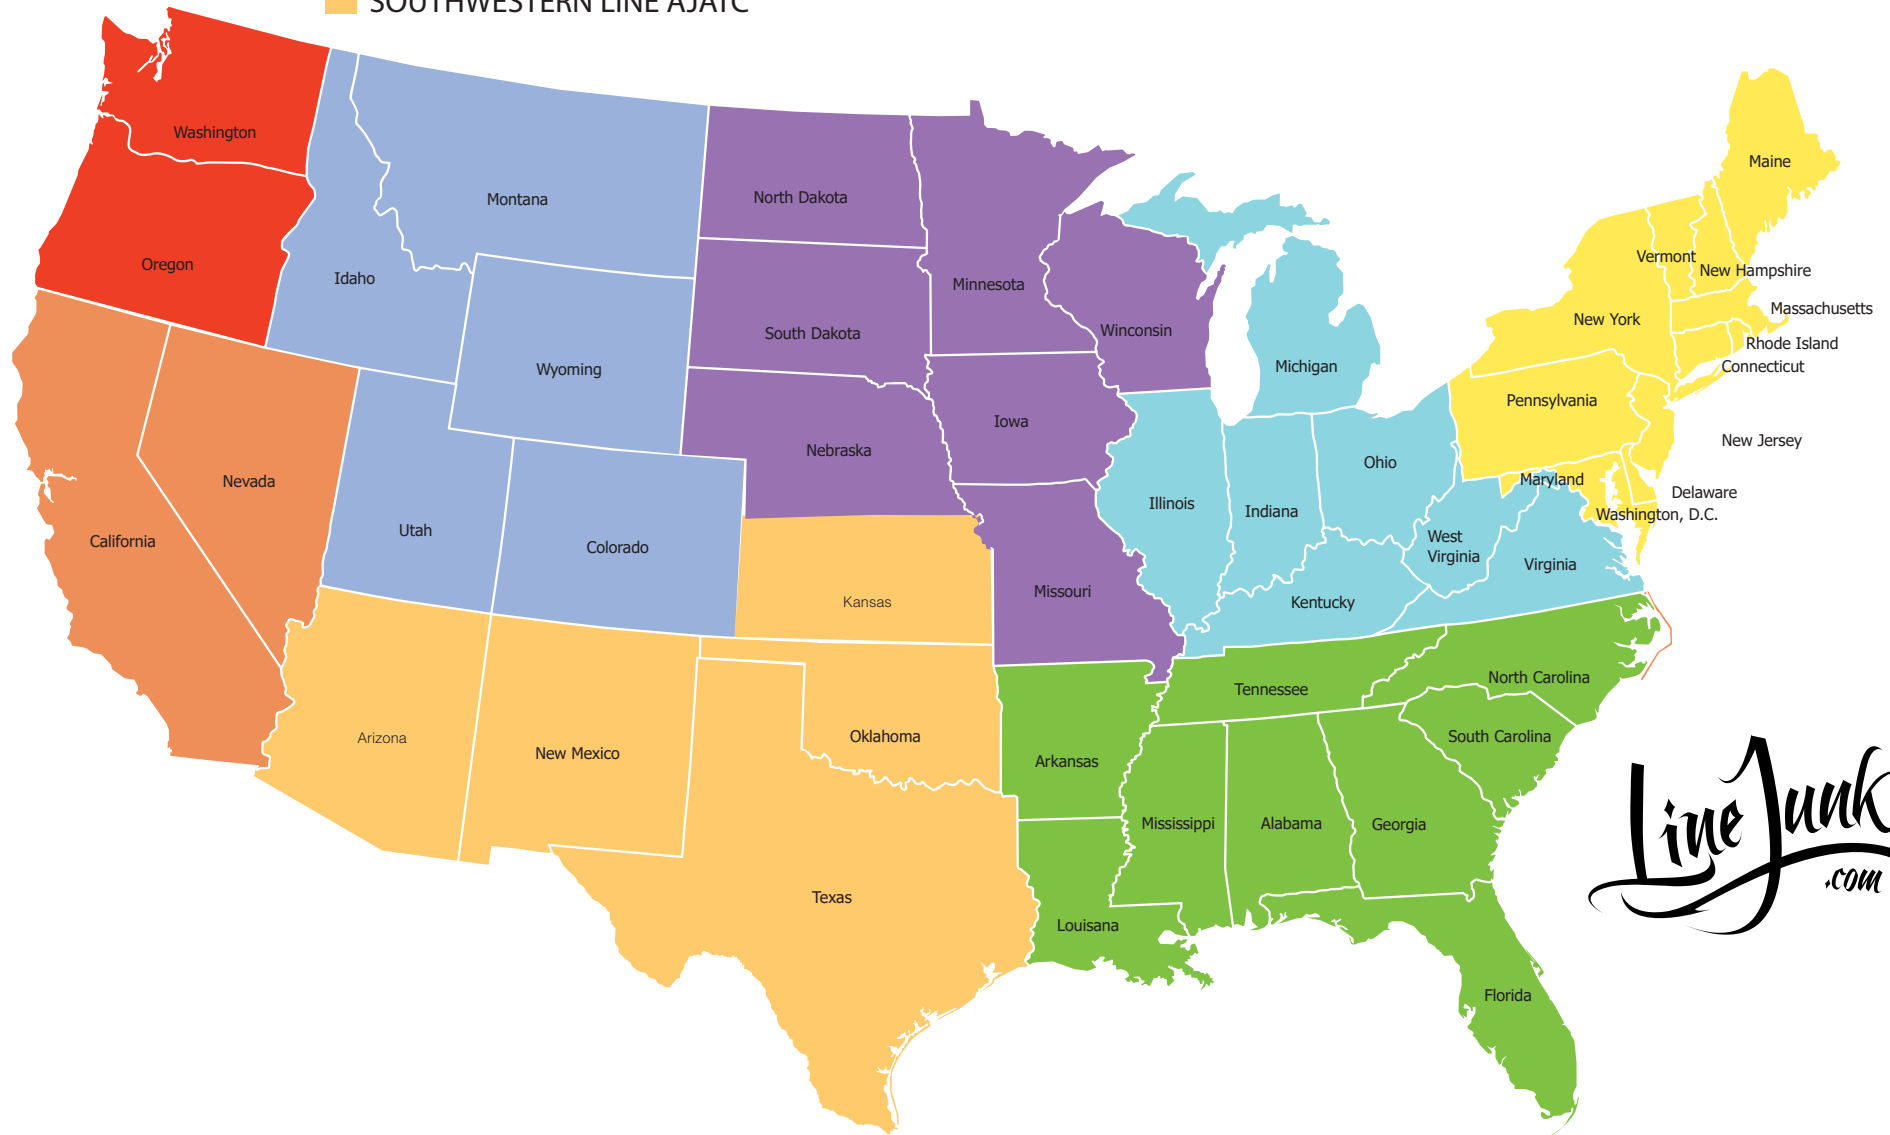 SOUTHWESTERN LINE AJATC
Washington
Oregon
Idaho
Montana
Wyoming
North Dakota
South Dakota
Nebraska
Minnesota
Winconsin
Iowa
Missouri
Michigan
Illinois
Indiana
Ohio
Kentucky
West
Virginia
Virginia
Maine
Vermont
New Hampshire
Massachusetts
New York
Rhode Island
Connecticut
Pennsylvania
New Jersey
Maryland
Delaware
Washington, D.C.
California
Nevada
Utah
Colorado
Kansas
Arizona
New Mexico
Oklahoma
Texas
Arkansas
Louisana
Tennessee
North Carolina
South Carolina
Mississippi
Alabama
Georgia
Florida
Line Junk
.com